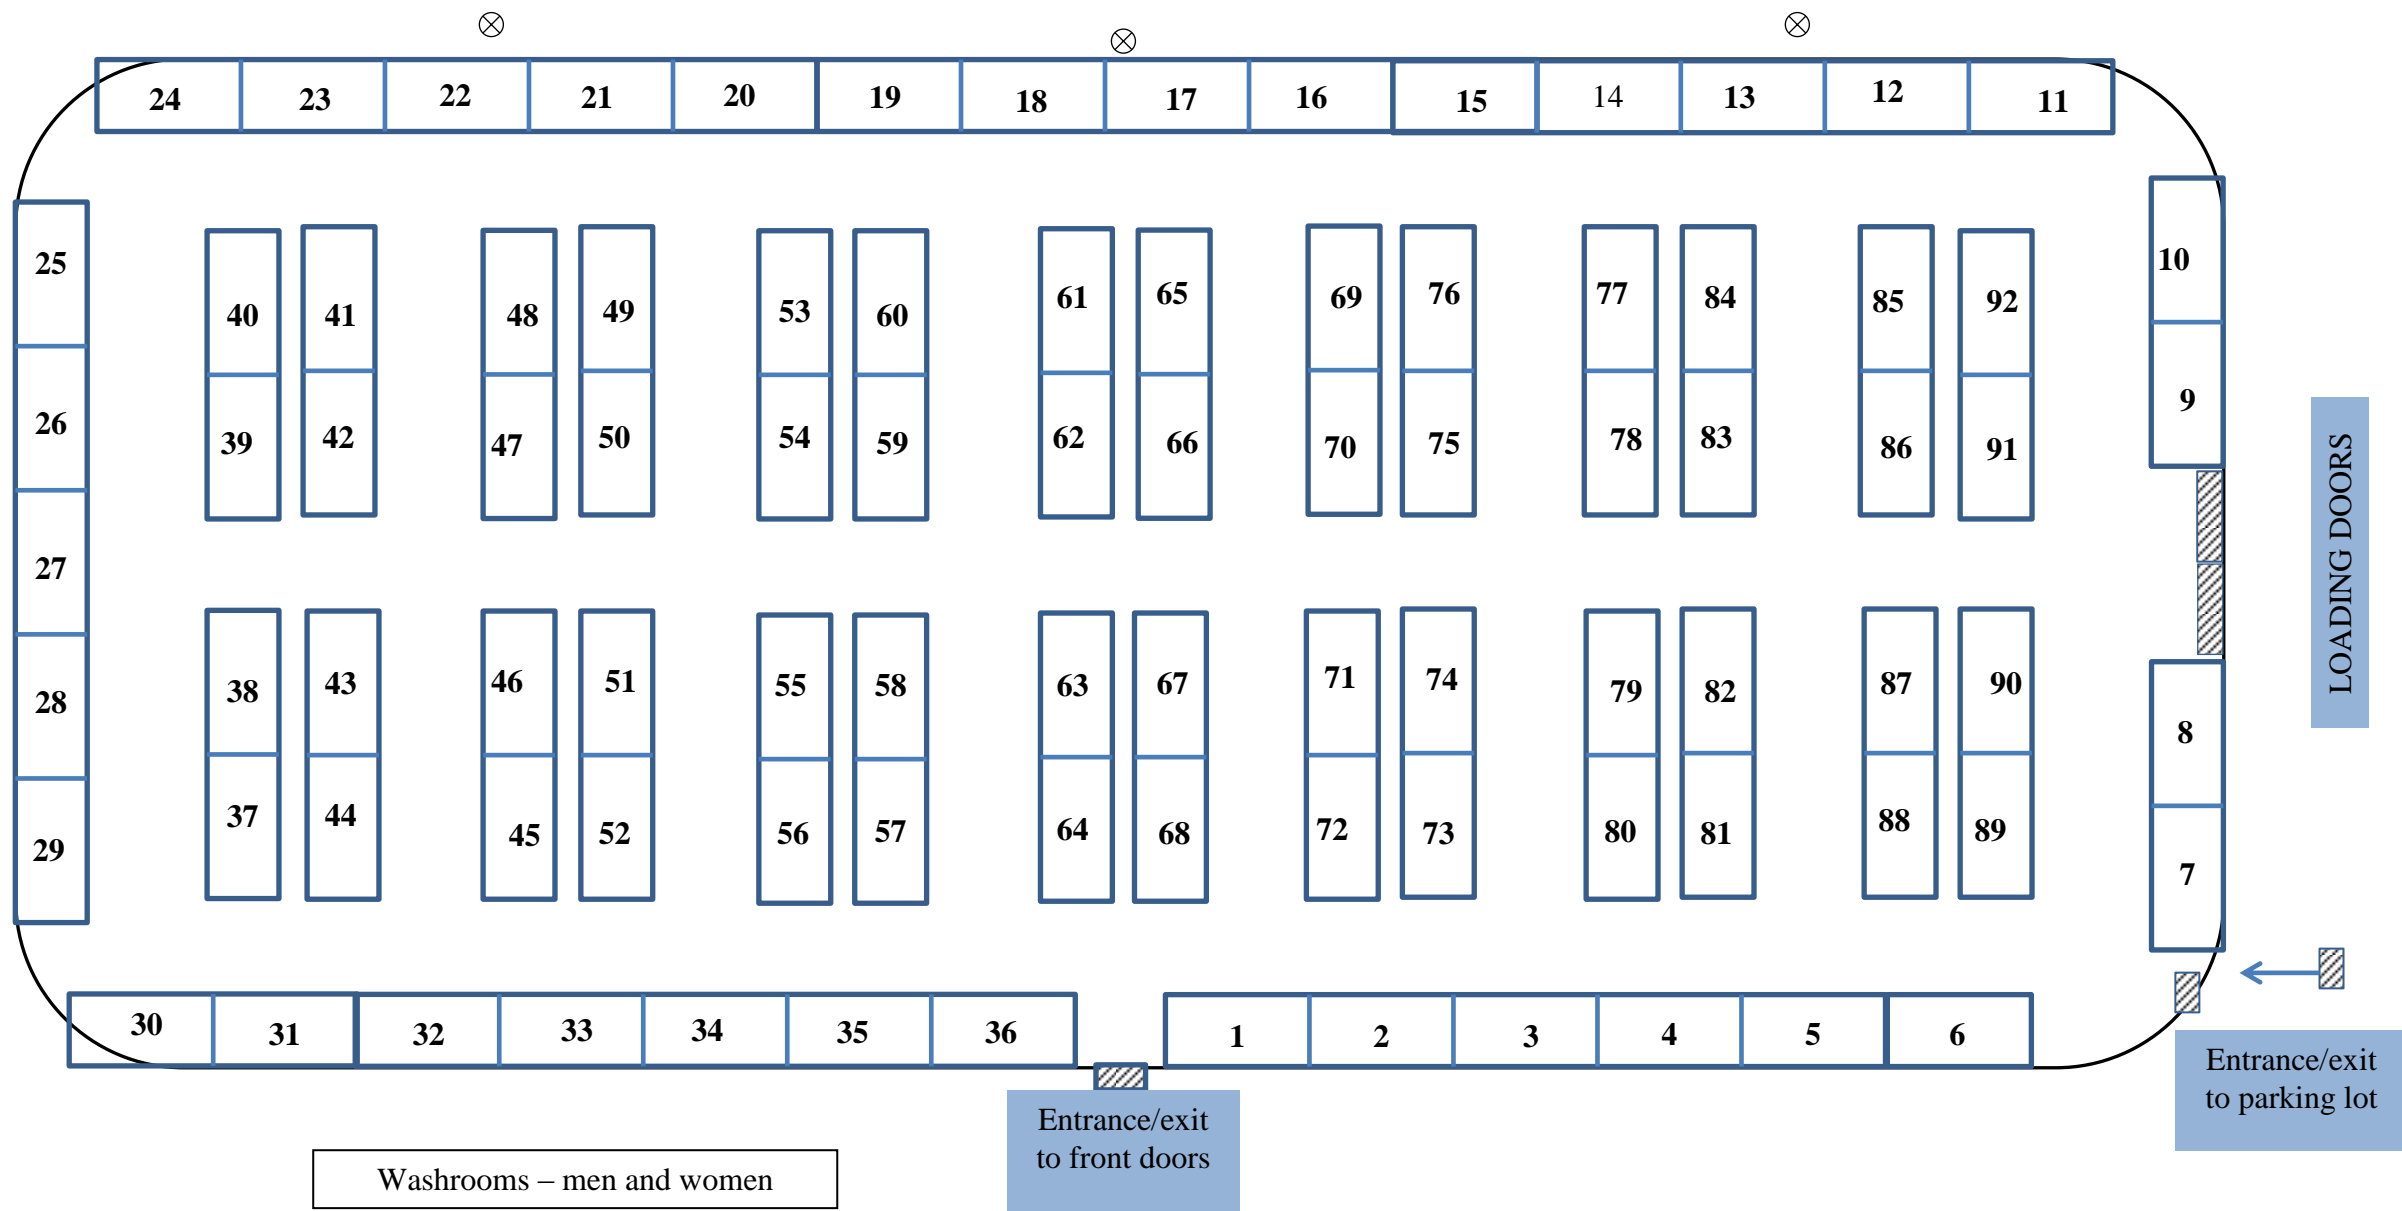 24 23 22 21 20 19 18 17 16 15 14 13 12 11
25
26
27
28
29
10
9
8
7
40 41 48 49 53 60 61 65 69 76 77 84 85 92
39 42 47 50 54 59 62 66 70 75 78 83 86 91
38 43 46 51 55 58 63 67 71 74 79 82 87 90
37 44 45 52 56 57 64 68 72 73 80 81 88 89
30 31 32 33 34 35 36 1 2 3 4 5 6
LOADING DOORS
Entrance/exit
to parking lot
Entrance/exit
to front doors
Washrooms – men and women